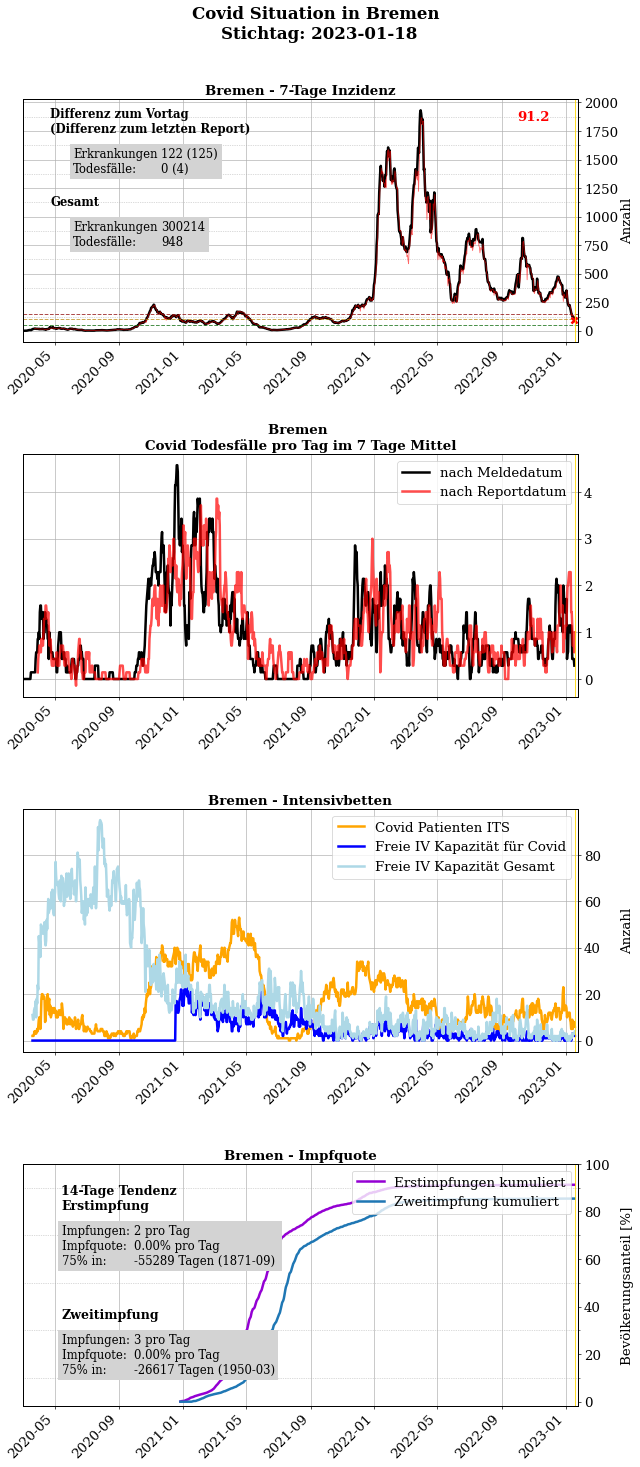 Covid Situation in Bremen
Stichtag: 2023-01-18
Bremen - 7-Tage Inzidenz
Differenz zum Vortag
(Differenz zum letzten Report)
Erkrankungen 122 (125)
Todesfälle: 0 (4)
Gesamt
Erkrankungen 300214
Todesfälle: 948
91.2
2000
1750
1500
1250
1000
750
500
250
0
Anzahl
2020-05
2020-09
2021-01
2021-05
2021-09
2022-01
2022-05
2022-09
2023-01
Bremen
Covid Todesfälle pro Tag im 7 Tage Mittel
nach Meldedatum
nach Reportdatum
4
3
2
1
0
2020-05
2020-09
2021-01
2021-05
2021-09
2022-01
2022-05
2022-09
2023-01
Bremen - Intensivbetten
Covid Patienten ITS
Freie IV Kapazität für Covid
Freie IV Kapazität Gesamt
80
60
40
20
0
Anzahl
2020-05
2020-09
2021-01
2021-05
2021-09
2022-01
2022-05
2022-09
2023-01
Bremen - Impfquote
14-Tage Tendenz
Erstimpfung
Impfungen: 2 pro Tag
Impfquote: 0.00% pro Tag
75% in: -55289 Tagen (1871-09)
Zweitimpfung
Impfungen: 3 pro Tag
Impfquote: 0.00% pro Tag
75% in: -26617 Tagen (1950-03)
Erstimpfungen kumuliert
Zweitimpfung kumuliert
100
80
60
40
20
0
Bevölkerungsanteil [%]
2020-05
2020-09
2021-01
2021-05
2021-09
2022-01
2022-05
2022-09
2023-01